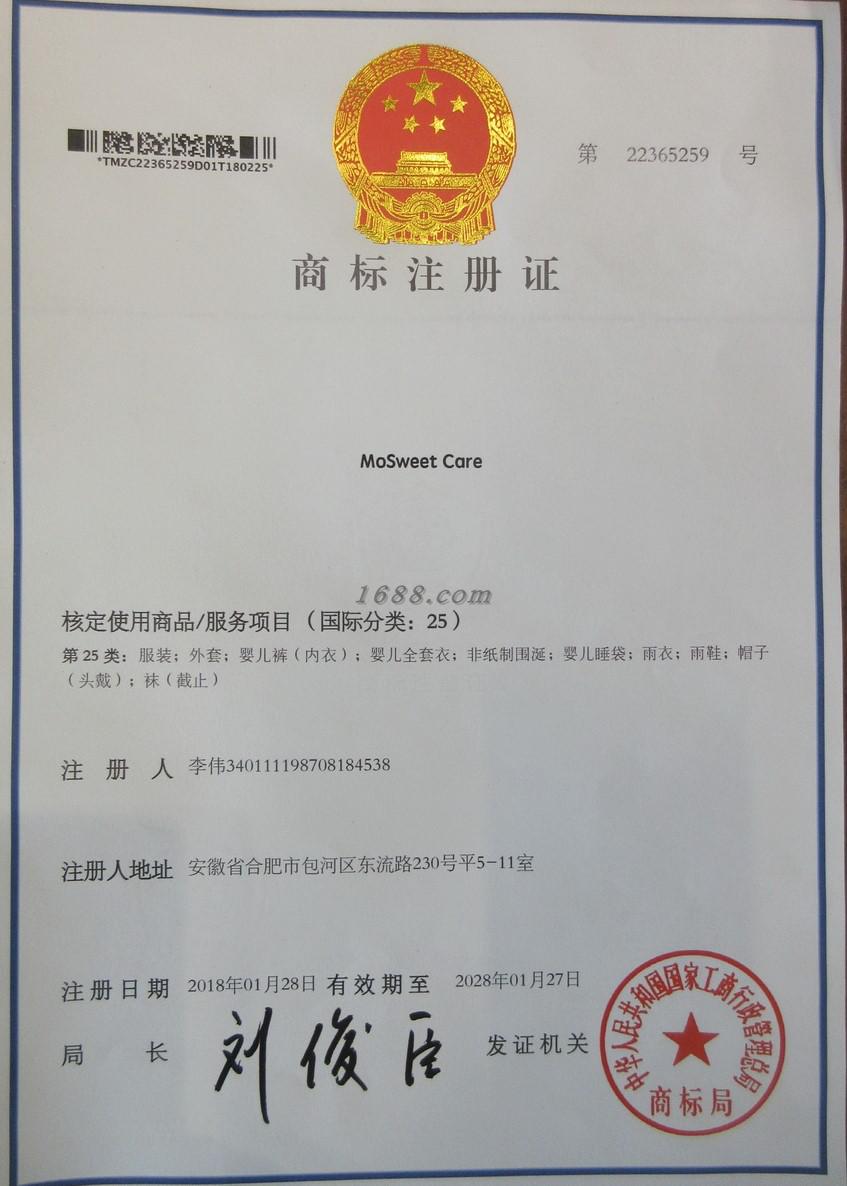 *TMZC22365259D01T180225*
第 22365259 号
商标注册证
MoSweet Care
1688.com
核定使用商品/服务项目（国际分类：25）
第25类：服装；外套；婴儿裤（内衣）；婴儿全套衣；非纸制围涎；婴儿睡袋；雨衣；雨鞋；帽子
（头戴）；袜（截止）
注册人 李伟340111198708184538
注册人地址 安徽省合肥市包河区东流路230号平5-11室
注册日期 2018年01月28日 有效期至 2028年01月27日
局长 刘俊臣 发证机关
中华人民共和国国家工商行政管理总局
商标局